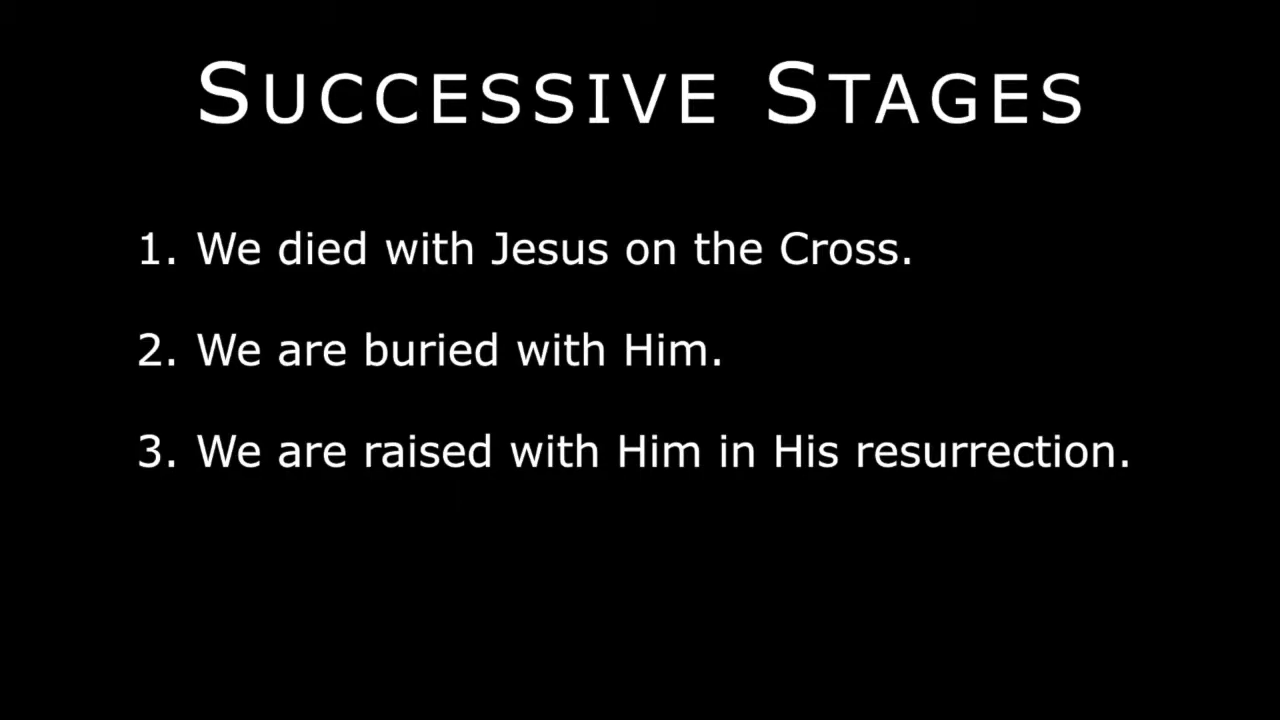 SUCCESSIVE STAGES
1. We died with Jesus on the Cross.
2. We are buried with Him.
3. We are raised with Him in His resurrection.